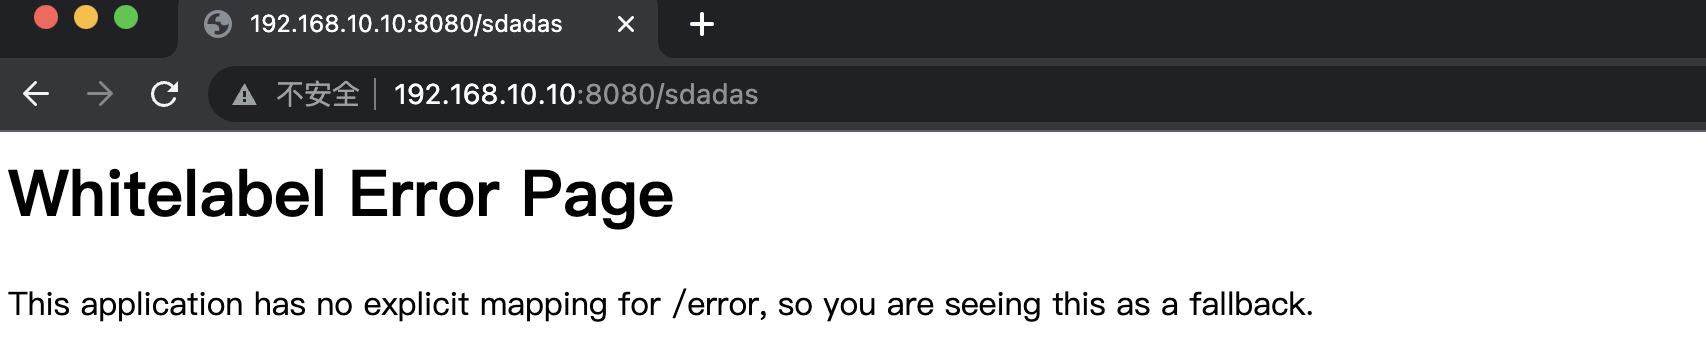 192.168.10.10:8080/sdadas
不安全 192.168.10.10:8080/sdadas
Whitelabel Error Page
This application has no explicit mapping for /error, so you are seeing this as a fallback.